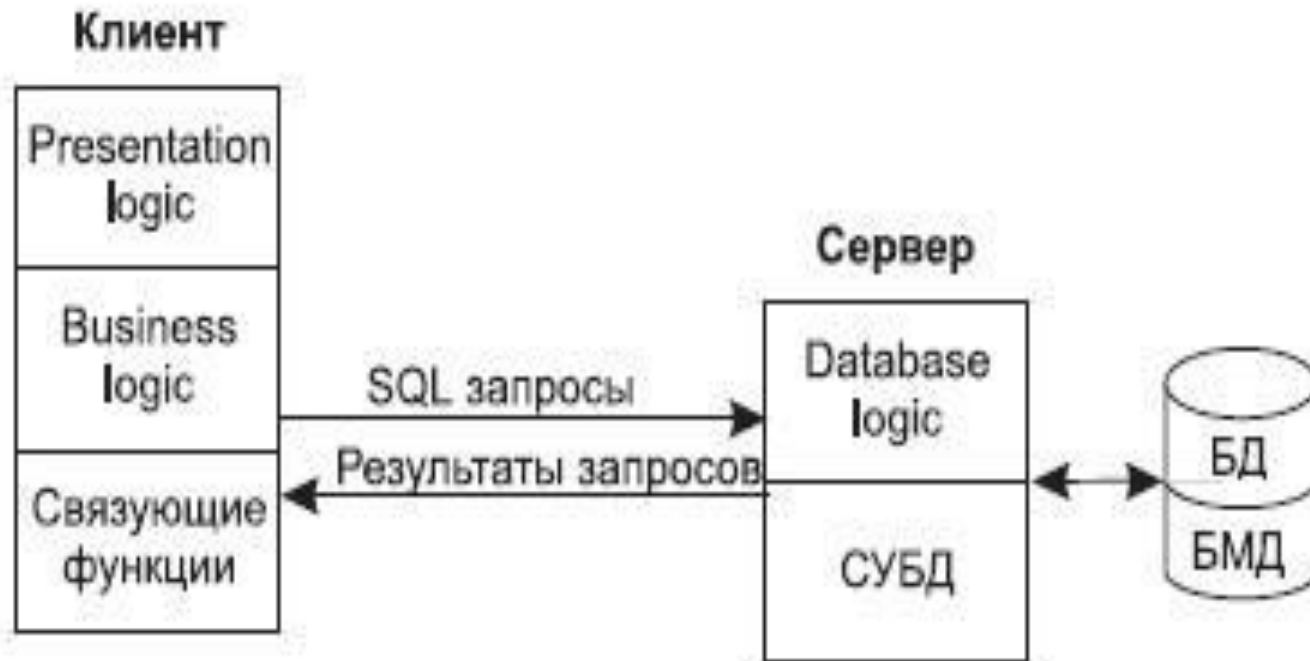 Клиент
Presentation
logic
Business
logic
Связующие
функции
SQL запросы
Результаты запросов
Сервер
Database
logic
СУБД
БД
БМД